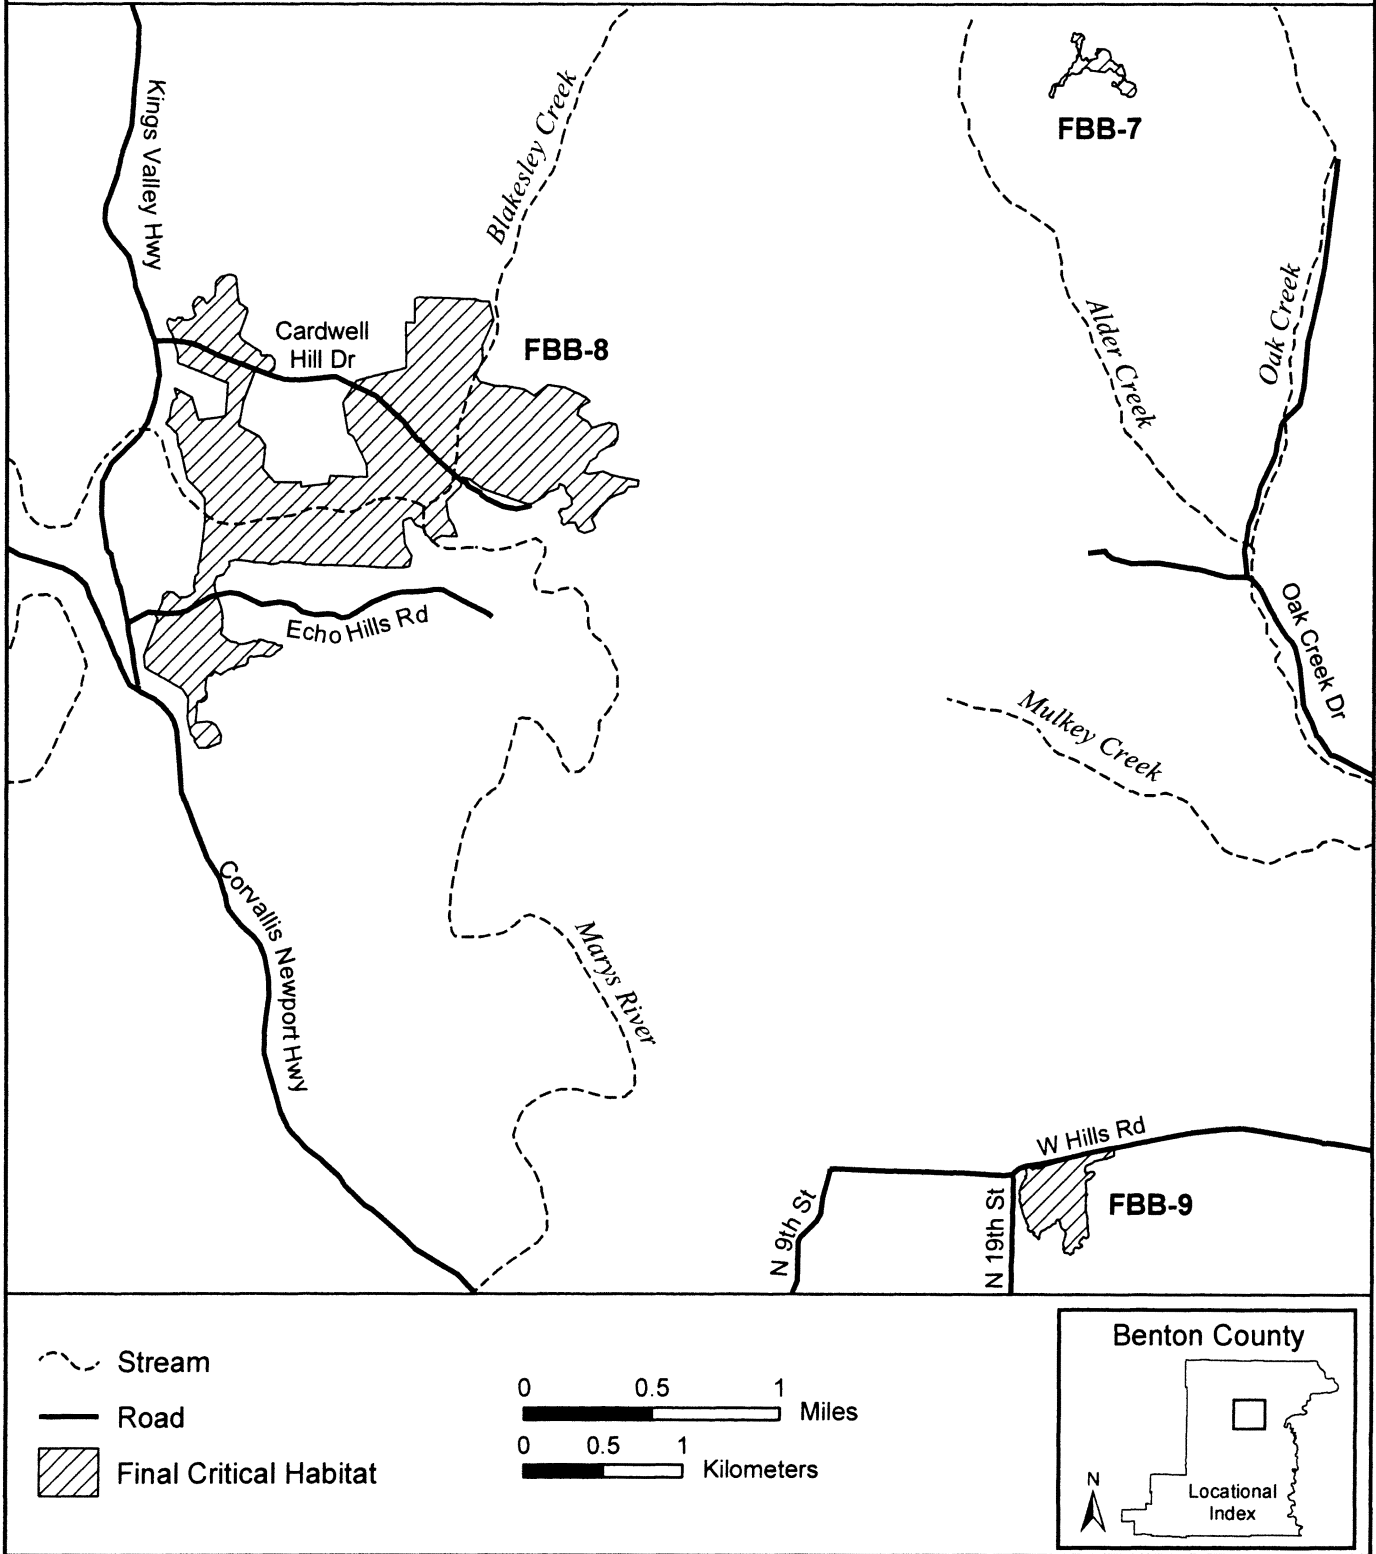 Kings Valley Hwy
Blakesley Creek
FBB-7
Cardwell
Hill Dr
FBB-8
Alder Creek
Oak Creek
Echo Hills Rd
Oak Creek Dr
Mulkey Creek
Corvallis Newport Hwy
Marys River
W Hills Rd
N 9th St
N 19th St
FBB-9
Stream
Road
Final Critical Habitat
0 0.5 1
Miles
0 0.5 1
Kilometers
Benton County
N
Locational
Index